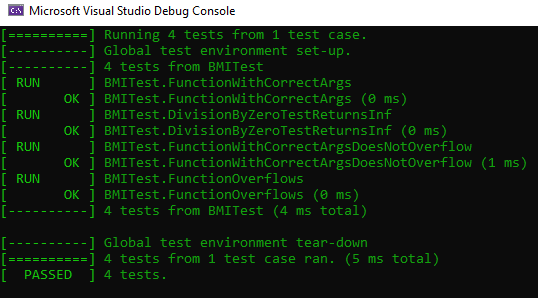 Microsoft Visual Studio Debug Console
[==========] Running 4 tests from 1 test case.
[----------] Global test environment set-up.
[----------] 4 tests from BMITest
[ RUN      ] BMITest.FunctionWithCorrectArgs
[       OK ] BMITest.FunctionWithCorrectArgs (0 ms)
[ RUN      ] BMITest.DivisionByZeroTestReturnsInf
[       OK ] BMITest.DivisionByZeroTestReturnsInf (0 ms)
[ RUN      ] BMITest.FunctionWithCorrectArgsDoesNotOverflow
[       OK ] BMITest.FunctionWithCorrectArgsDoesNotOverflow (1 ms)
[ RUN      ] BMITest.FunctionOverflows
[       OK ] BMITest.FunctionOverflows (0 ms)
[----------] 4 tests from BMITest (4 ms total)
[----------] Global test environment tear-down
[==========] 4 tests from 1 test case ran. (5 ms total)
[  PASSED  ] 4 tests.